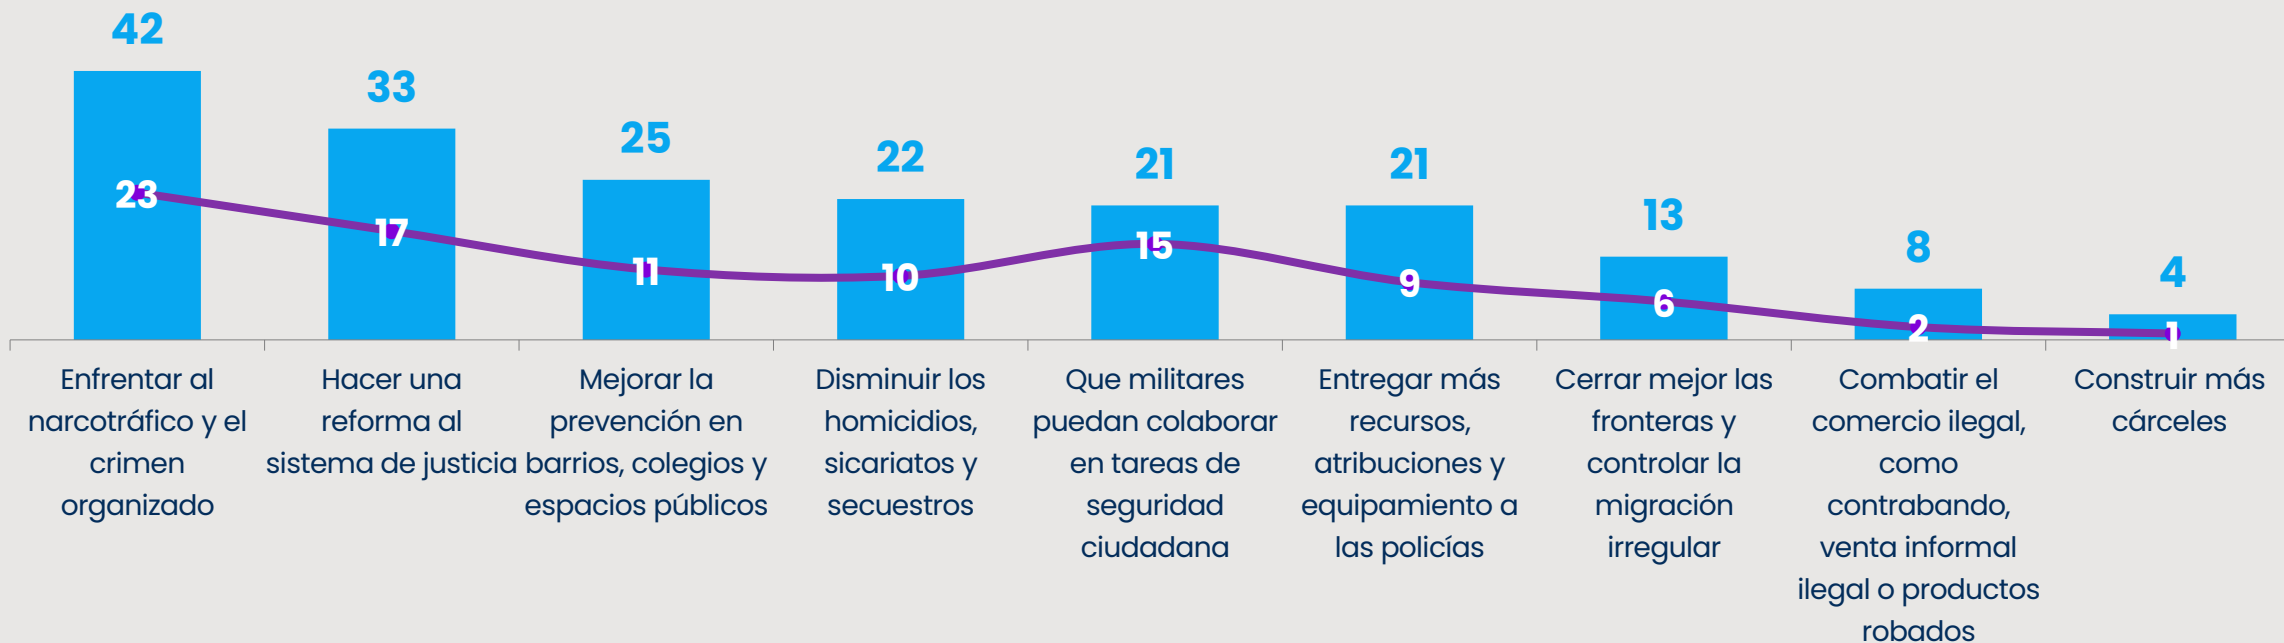 42
33
25
22
21
21
13
8
4
23
17
11
10
15
9
6
2
1
Enfrentar al
narcotráfico y el
crimen
organizado
Hacer una
reforma al
sistema de justicia
Mejorar la
prevención en
barrios, colegios y
espacios públicos
Disminuir los
homicidios,
sicariatos y
secuestros
Que militares
puedan colaborar
en tareas de
seguridad
ciudadana
Entregar más
recursos,
atribuciones y
equipamiento a
las policías
Cerrar mejor las
fronteras y
controlar la
migración
irregular
Combatir el
comercio ilegal,
como
contrabando,
venta informal
ilegal o productos
robados
Construir más
cárceles